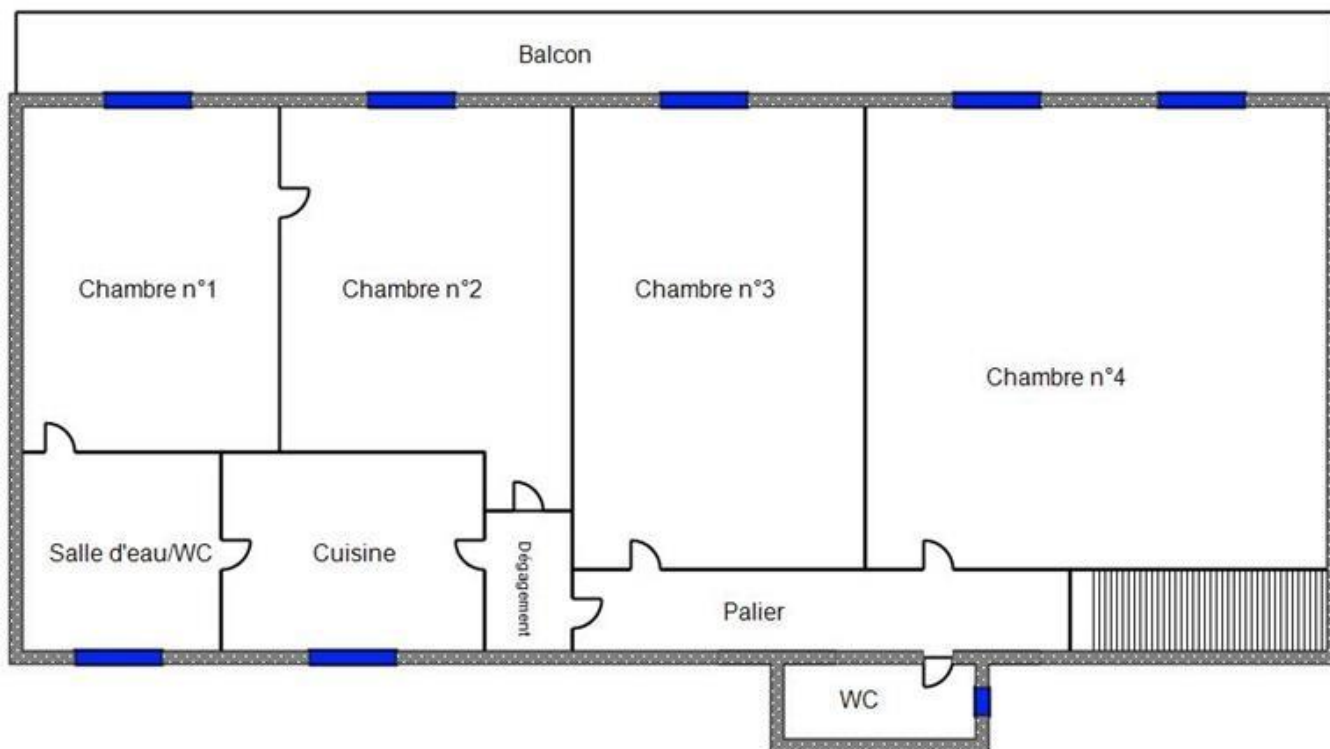 Balcon
Chambre n°1
Chambre n°2
Chambre n°3
Chambre n°4
Salle d'eau/WC
Cuisine
Dégagement
Palier
WC